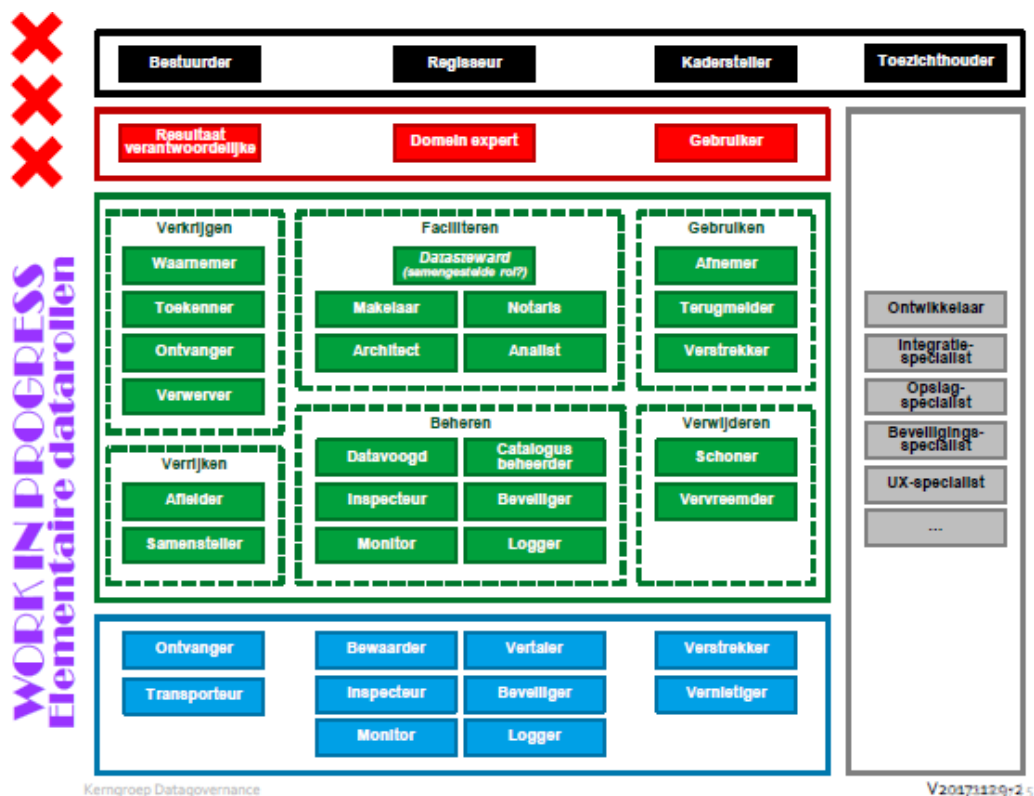 WORK IN PROGRESS
Elementaire datarollen
Bestuurder
Regisseur
Kadersteller
Toezichthouder
Resultaat
verantwoordelijke
Domein expert
Gebruiker
Verkrijgen
Waarnemer
Toekenner
Ontvanger
Verwerver
Faciliteren
Datasteward
(samengestelde rol?)
Makelaar
Notaris
Architect
Analist
Gebruiken
Afnemer
Terugmelder
Verstrekker
Verrijken
Afleider
Samensteller
Beheren
Datavoogd
Catalogus
beheerder
Inspecteur
Beveiliger
Monitor
Logger
Verwijderen
Schoner
Vervreemder
Ontwikkelaar
Integratie-
specialist
Opslag-
specialist
Beveiligings-
specialist
UX-specialist
...
Ontvanger
Transporteur
Bewaarder
Vertaler
Inspecteur
Beveiliger
Monitor
Logger
Verstrekker
Vernietiger
Kerngroep Datagovernance
V20171129-2